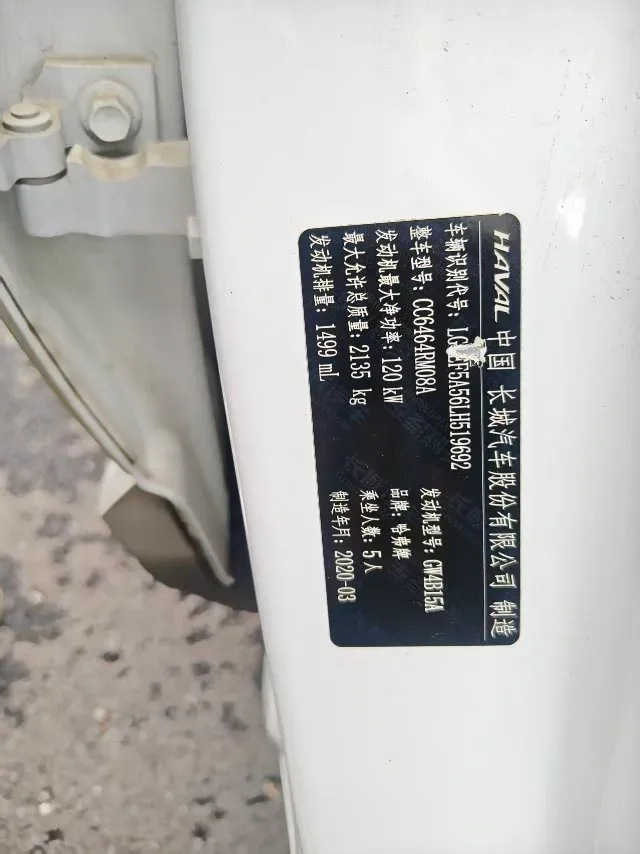 HAVAL 中国 长城汽车股份有限公司 制造
车辆识别代号: F5A56LH519692
整车型号: CC6464RM08A 发动机型号: GW4B15A
发动机最大净功率: 120 kW 品牌: 哈弗牌
最大允许总质量: 2135 kg 乘坐人数: 5人
发动机排量: 1499 mL 制造年月: 2020-03